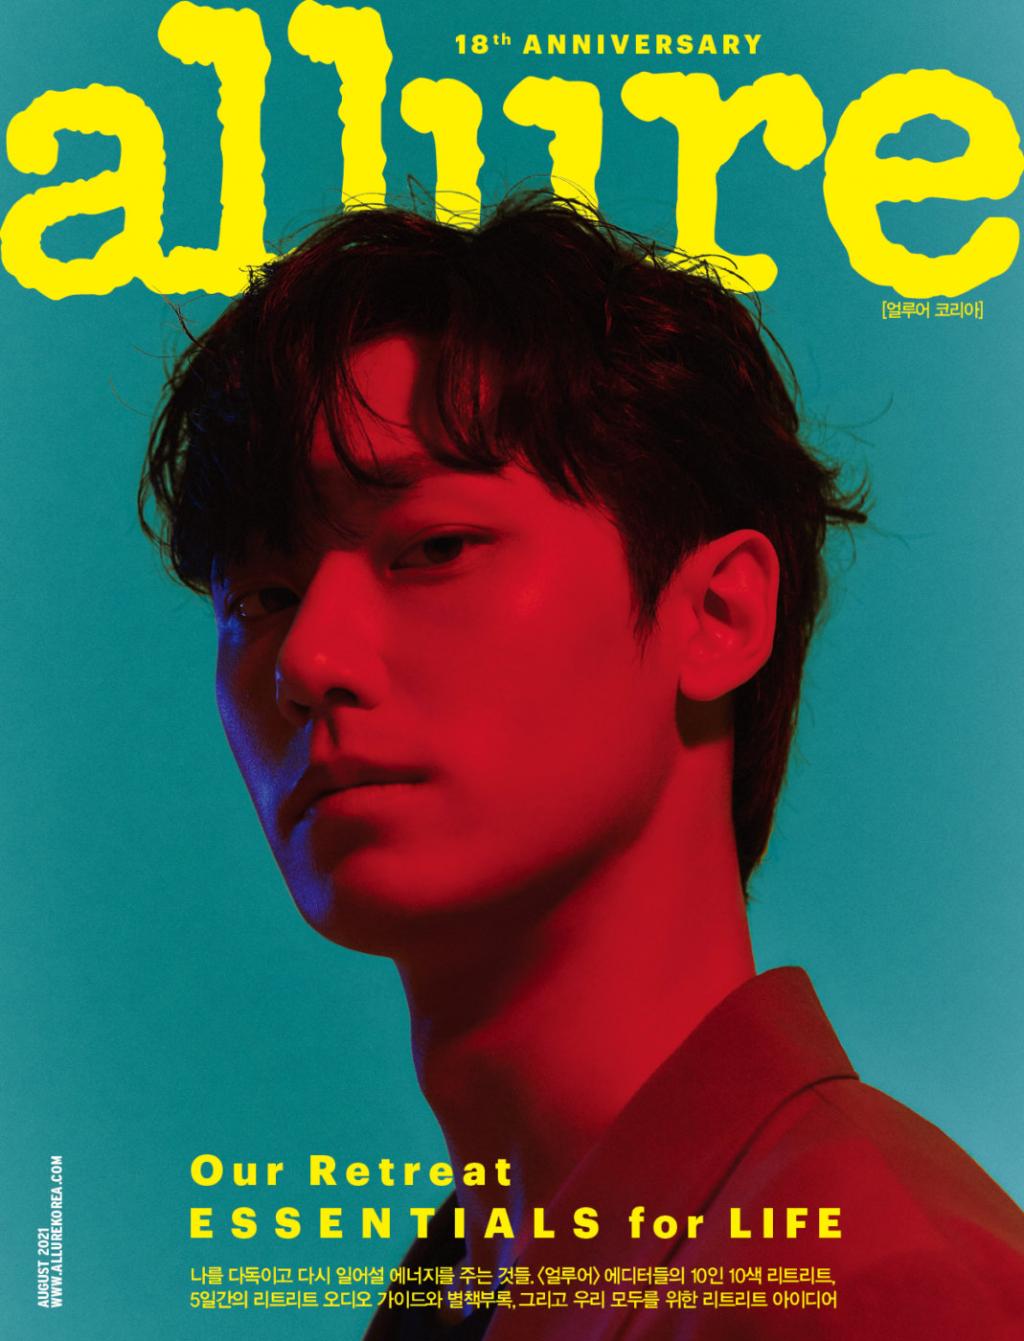 18th ANNIVERSARY
allure
[얼루어 코리아]
Our Retreat
ESSENTIALS for LIFE
나를 다독이고 다시 일어설 에너지를 주는 것들. <얼루어> 에디터들의 10인 10색 리트리트,
5일간의 리트리트 오디오 가이드와 별책부록, 그리고 우리 모두를 위한 리트리트 아이디어
AUGUST 2021
WWW.ALLUREKOREA.COM